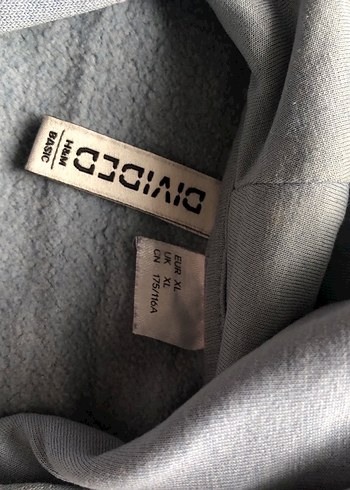 DIVIDED
H&M
BASIC
EUR XL
UK XL
CN 175/116A